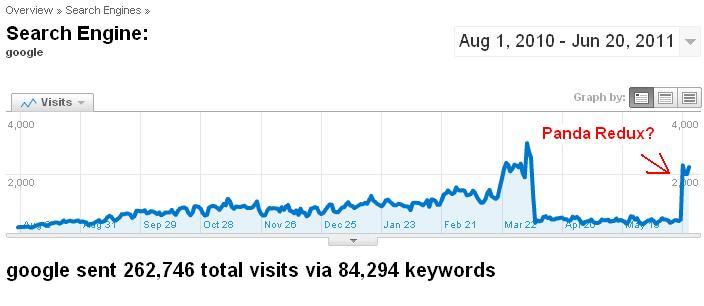 Overview » Search Engines »
Search Engine:
google
Aug 1, 2010 - Jun 20, 2011
Visits
Graph by:
4,000
4,000
Panda Redux?
2,000
2,000
Aug 31
Sep 29
Oct 28
Nov 26
Dec 25
Jan 23
Feb 21
Mar 22
Apr 20
May 19
google sent 262,746 total visits via 84,294 keywords